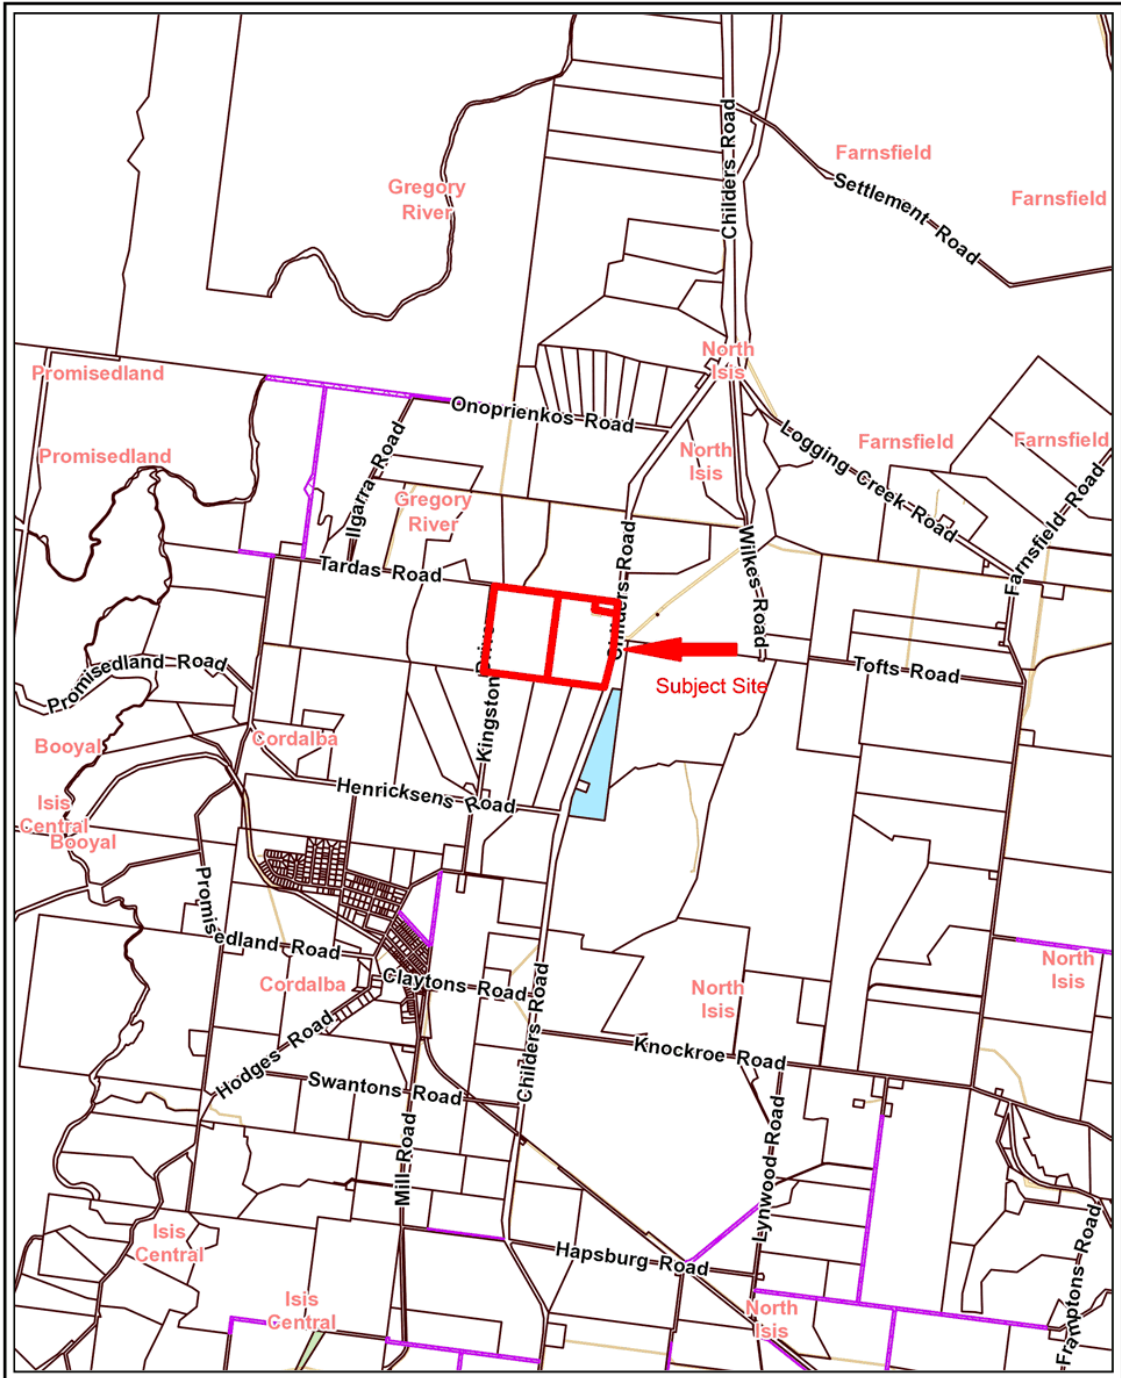 Childers Road
Farnsfield
Settlement Road
Farnsfield
Gregory
River
North
Isis
Promisedland
Onoprienkos Road
Ilgarra Road
Promisedland
North
Isis
Logging Creek Road
Farnsfield
Farnsfield
Farnsfield Road
Gregory
River
Tardas Road
Childers Road
Wilkes Road
Kingston Drive
Subject Site
Tofts Road
Promisedland Road
Booyal
Cordalba
Henricksens Road
Isis
Central
Booyal
Promisedland Road
Cordalba
Claytons Road
Childers Road
North
Isis
North
Isis
Hodges Road
Swantons Road
Knockroe Road
Mill Road
Lynwood Road
Isis
Central
Hapsburg Road
Framptons Road
Isis
Central
North
Isis